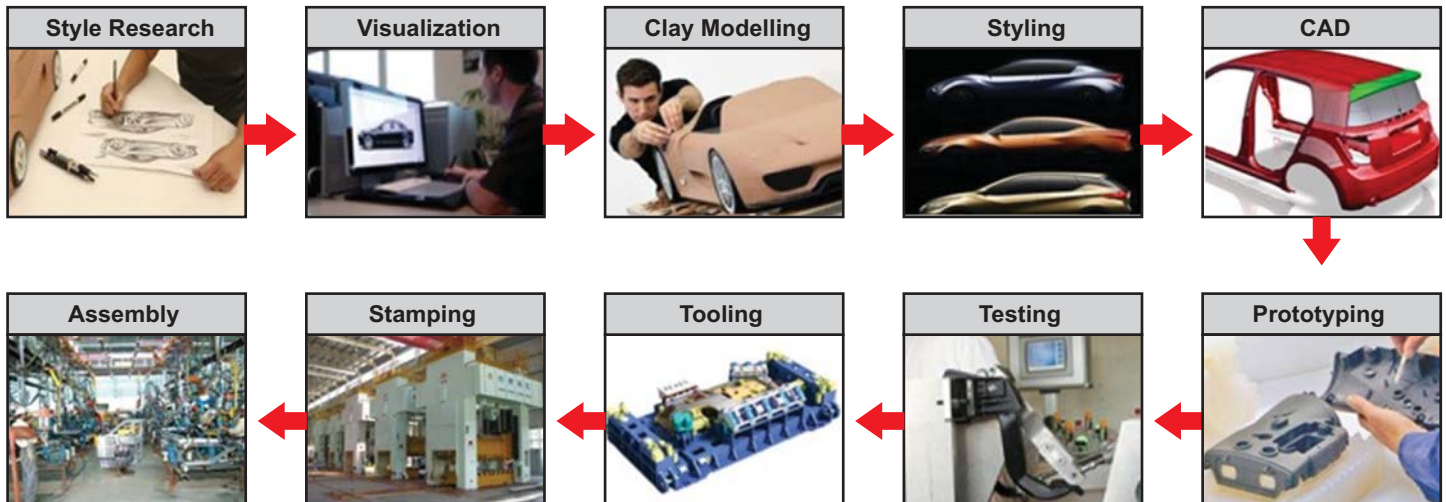 Style Research
Visualization
Clay Modelling
Styling
CAD
Assembly
Stamping
Tooling
Testing
Prototyping